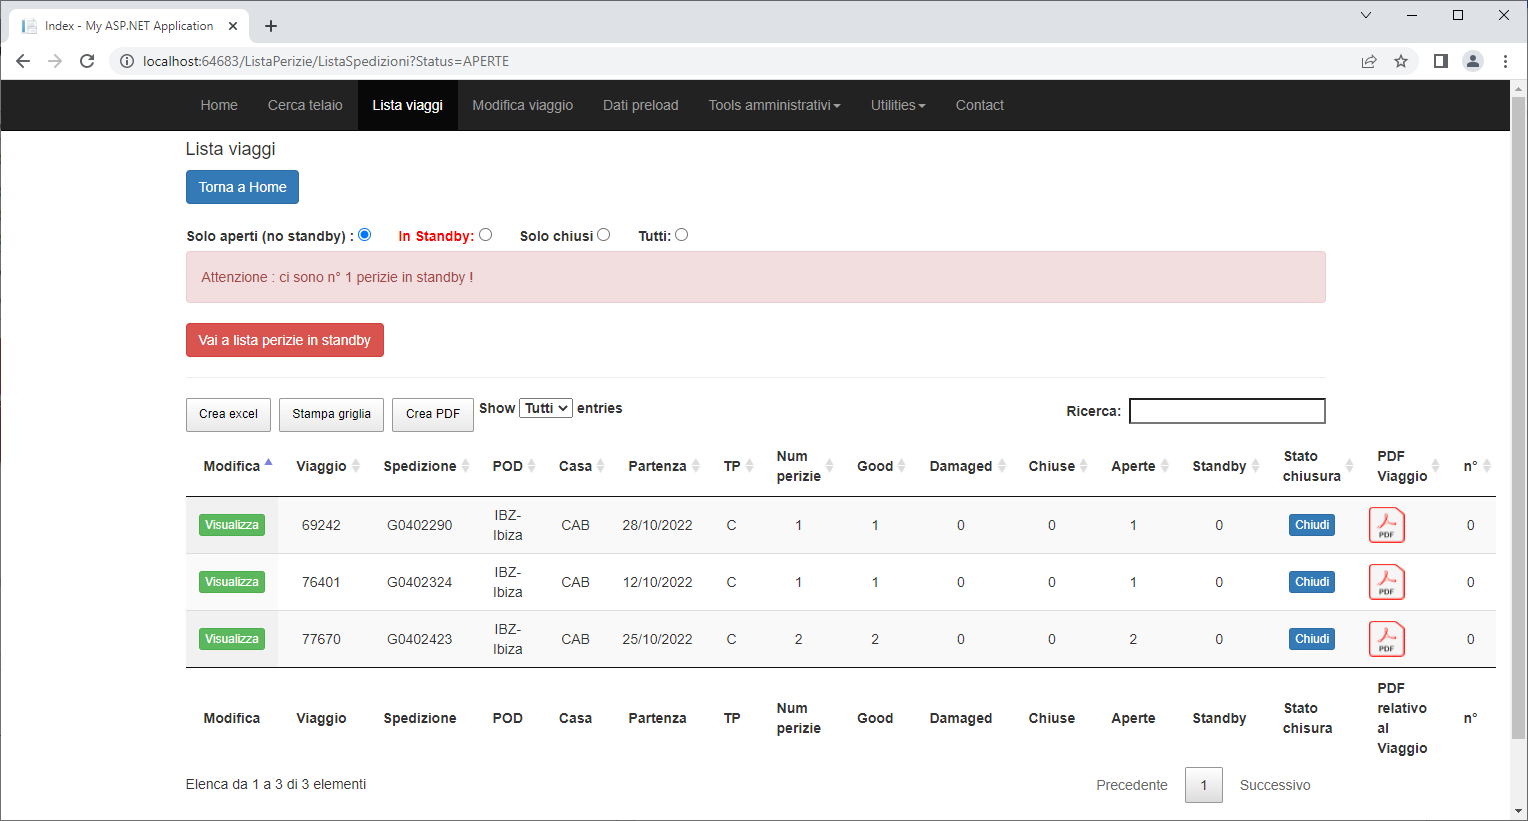 Index - My ASP.NET Application
localhost:64683/ListaPerizie/ListaSpedizioni?Status=APERTE
Home Cerca telaio Lista viaggi Modifica viaggio Dati preload Tools amministrativi Utilities Contact
Lista viaggi
Torna a Home
Solo aperti (no standby) : In Standby: Solo chiusi Tutti:
Attenzione : ci sono n° 1 perizie in standby !
Vai a lista perizie in standby
Crea excel Stampa griglia Crea PDF Show Tutti entries Ricerca:
Modifica Viaggio Spedizione POD Casa Partenza TP Num perizie Good Damaged Chiuse Aperte Standby Stato chiusura PDF Viaggio n°
Visualizza 69242 G0402290 IBZ-Ibiza CAB 28/10/2022 C 1 1 0 0 1 0 Chiudi PDF 0
Visualizza 76401 G0402324 IBZ-Ibiza CAB 12/10/2022 C 1 1 0 0 1 0 Chiudi PDF 0
Visualizza 77670 G0402423 IBZ-Ibiza CAB 25/10/2022 C 2 2 0 0 2 0 Chiudi PDF 0
Modifica Viaggio Spedizione POD Casa Partenza TP Num perizie Good Damaged Chiuse Aperte Standby Stato chisura PDF relativo al Viaggio n°
Elenca da 1 a 3 di 3 elementi Precedente 1 Successivo